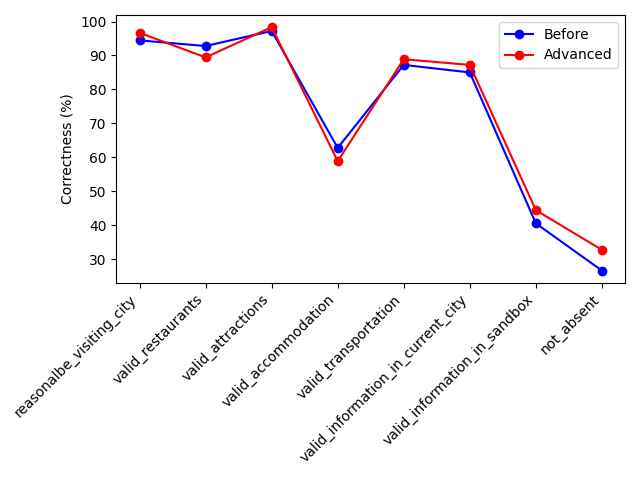 100
90
80
70
60
50
40
30
Correctness (%)
Before
Advanced
reasonalbe_visiting_city
valid_restaurants
valid_attractions
valid_accommodation
valid_transportation
valid_information_in_current_city
valid_information_in_sandbox
not_absent